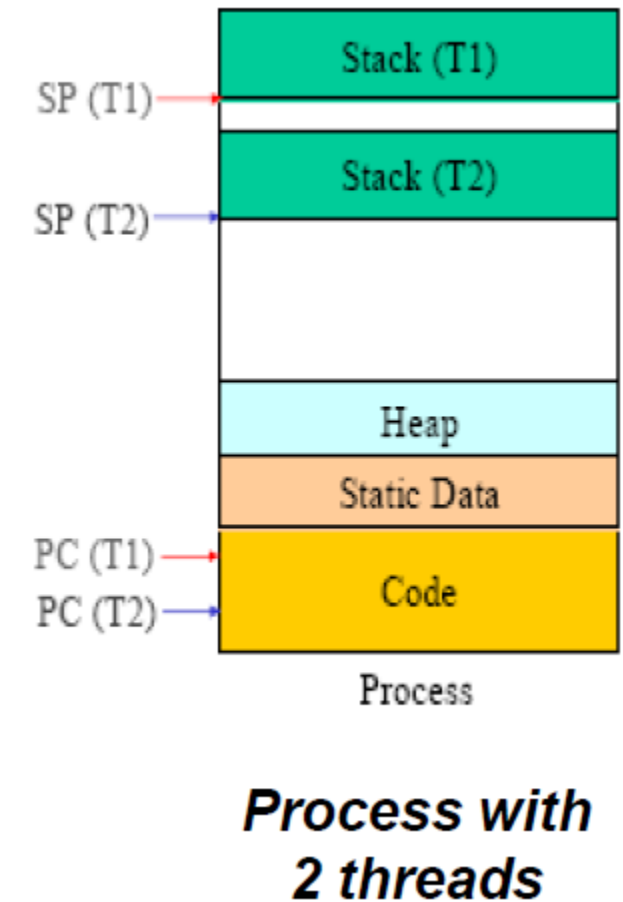 Stack (T1)
SP (T1)
Stack (T2)
SP (T2)
Heap
Static Data
PC (T1)
Code
PC (T2)
Process
Process with
2 threads